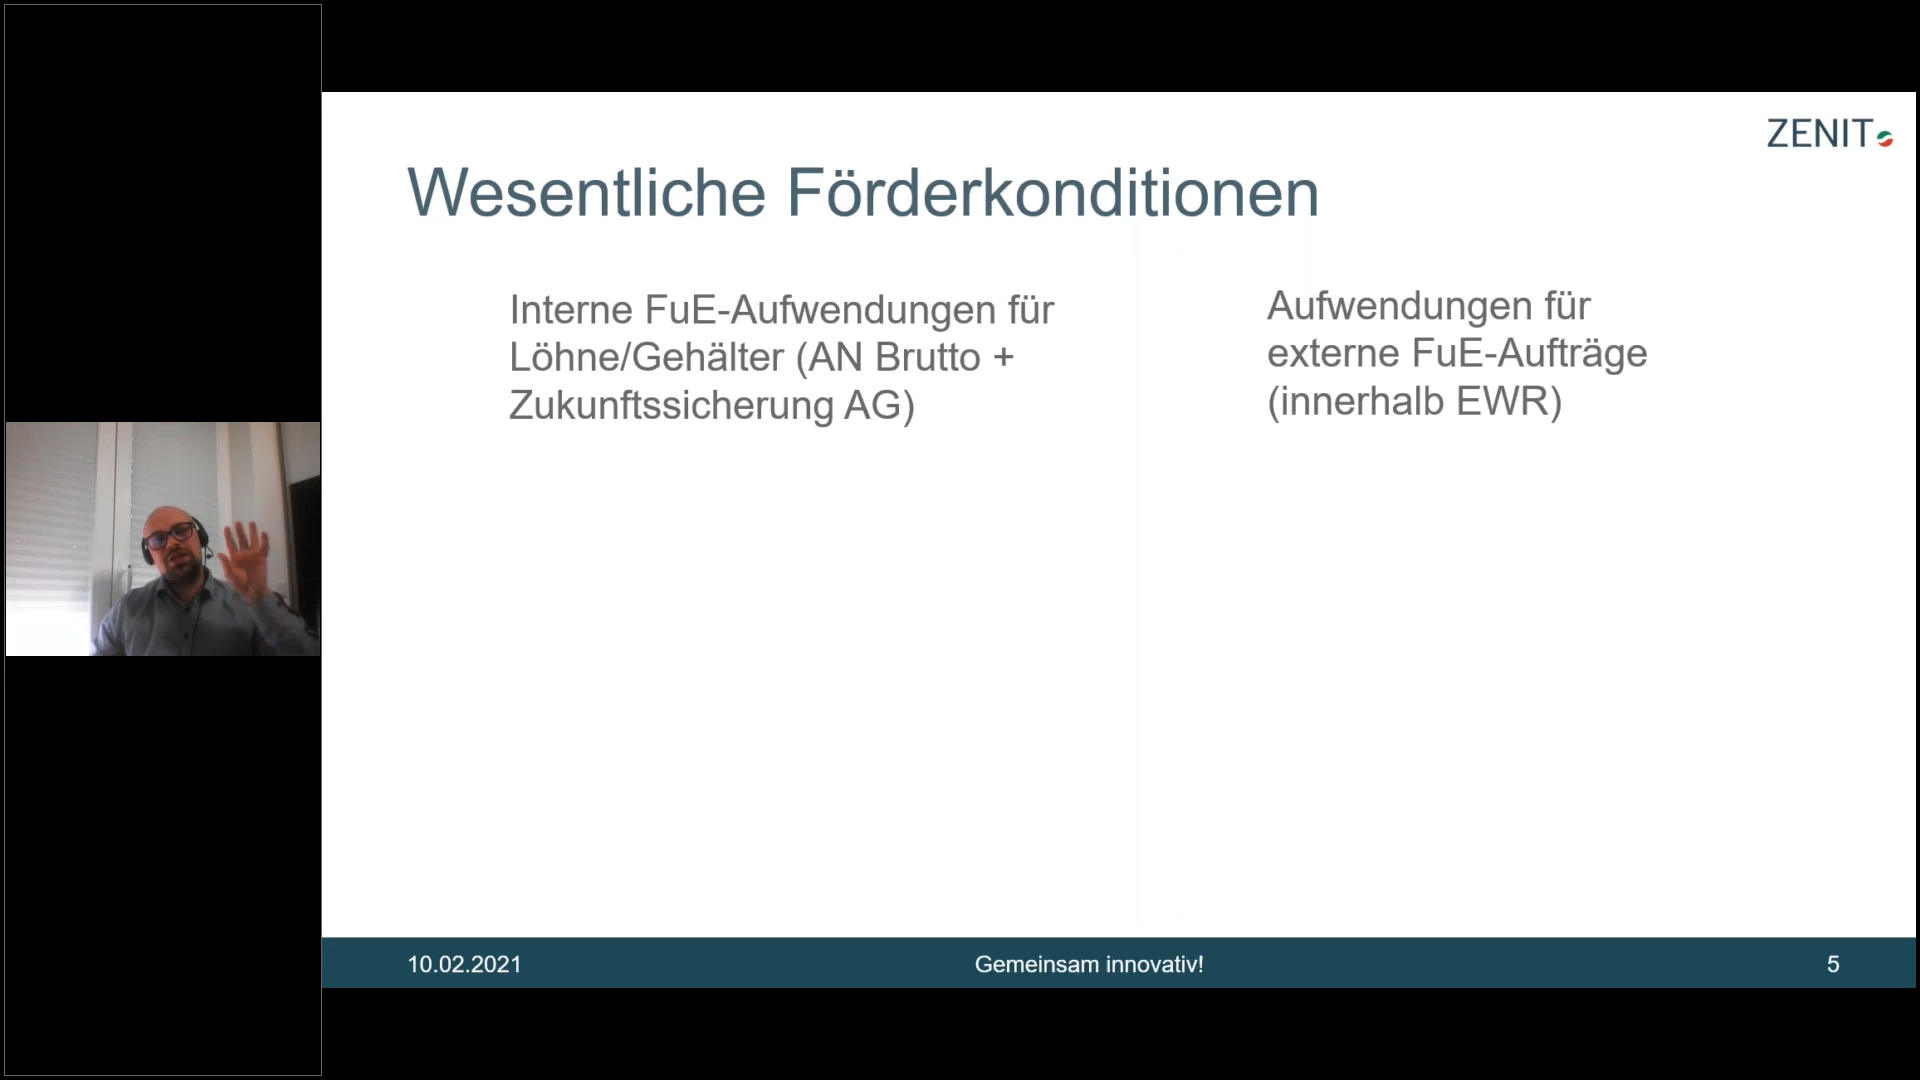 ZENIT
Wesentliche Förderkonditionen
Interne FuE-Aufwendungen für
Löhne/Gehälter (AN Brutto +
Zukunftssicherung AG)
Aufwendungen für
externe FuE-Aufträge
(innerhalb EWR)
10.02.2021
Gemeinsam innovativ!
5